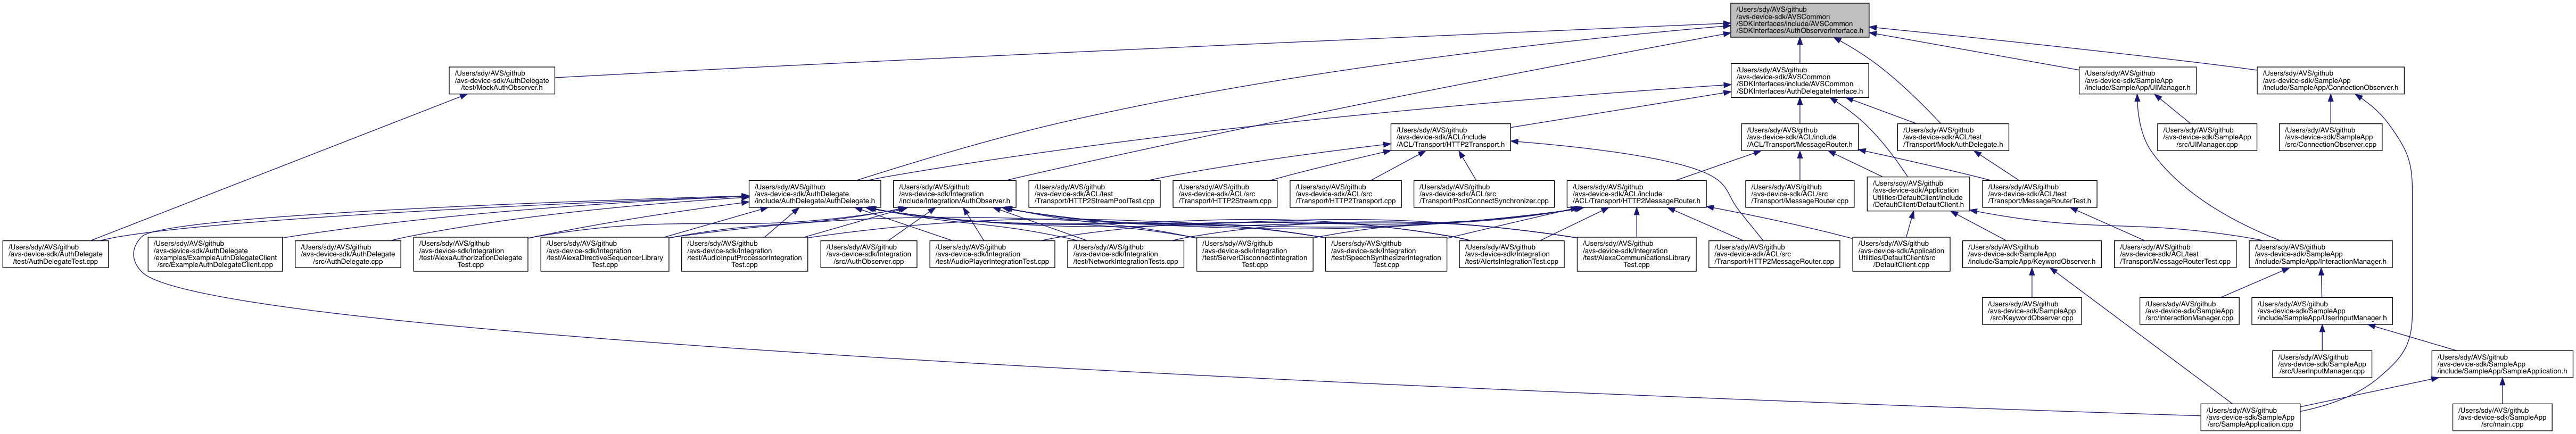 /Users/sdy/AVS/github
/avs-device-sdk/AVSCommon
/SDKInterfaces/include/AVSCommon
/SDKInterfaces/AuthObserverInterface.h
/Users/sdy/AVS/github
/avs-device-sdk/AuthDelegate
/test/MockAuthObserver.h
/Users/sdy/AVS/github
/avs-device-sdk/AVSCommon
/SDKInterfaces/include/AVSCommon
/SDKInterfaces/AuthDelegateInterface.h
/Users/sdy/AVS/github
/avs-device-sdk/SampleApp
/include/SampleApp/UIManager.h
/Users/sdy/AVS/github
/avs-device-sdk/SampleApp
/include/SampleApp/ConnectionObserver.h
/Users/sdy/AVS/github
/avs-device-sdk/ACL/include
/ACL/Transport/HTTP2Transport.h
/Users/sdy/AVS/github
/avs-device-sdk/ACL/include
/ACL/Transport/MessageRouter.h
/Users/sdy/AVS/github
/avs-device-sdk/ACL/test
/Transport/MockAuthDelegate.h
/Users/sdy/AVS/github
/avs-device-sdk/SampleApp
/src/UIManager.cpp
/Users/sdy/AVS/github
/avs-device-sdk/SampleApp
/src/ConnectionObserver.cpp
/Users/sdy/AVS/github
/avs-device-sdk/AuthDelegate
/include/AuthDelegate/AuthDelegate.h
/Users/sdy/AVS/github
/avs-device-sdk/Integration
/include/Integration/AuthObserver.h
/Users/sdy/AVS/github
/avs-device-sdk/ACL/test
/Transport/HTTP2StreamPoolTest.cpp
/Users/sdy/AVS/github
/avs-device-sdk/ACL/src
/Transport/HTTP2Stream.cpp
/Users/sdy/AVS/github
/avs-device-sdk/ACL/src
/Transport/HTTP2Transport.cpp
/Users/sdy/AVS/github
/avs-device-sdk/ACL/src
/Transport/PostConnectSynchronizer.cpp
/Users/sdy/AVS/github
/avs-device-sdk/ACL/include
/ACL/Transport/HTTP2MessageRouter.h
/Users/sdy/AVS/github
/avs-device-sdk/ACL/src
/Transport/MessageRouter.cpp
/Users/sdy/AVS/github
/avs-device-sdk/Application
Utilities/DefaultClient/include
/DefaultClient/DefaultClient.h
/Users/sdy/AVS/github
/avs-device-sdk/ACL/test
/Transport/MessageRouterTest.h
/Users/sdy/AVS/github
/avs-device-sdk/AuthDelegate
/test/AuthDelegateTest.cpp
/Users/sdy/AVS/github
/avs-device-sdk/AuthDelegate
/examples/ExampleAuthDelegateClient
/src/ExampleAuthDelegateClient.cpp
/Users/sdy/AVS/github
/avs-device-sdk/AuthDelegate
/src/AuthDelegate.cpp
/Users/sdy/AVS/github
/avs-device-sdk/Integration
/test/AlexaAuthorizationDelegate
Test.cpp
/Users/sdy/AVS/github
/avs-device-sdk/Integration
/test/AlexaDirectiveSequencerLibrary
Test.cpp
/Users/sdy/AVS/github
/avs-device-sdk/Integration
/test/AudioInputProcessorIntegration
Test.cpp
/Users/sdy/AVS/github
/avs-device-sdk/Integration
/src/AuthObserver.cpp
/Users/sdy/AVS/github
/avs-device-sdk/Integration
/test/AudioPlayerIntegrationTest.cpp
/Users/sdy/AVS/github
/avs-device-sdk/Integration
/test/NetworkIntegrationTests.cpp
/Users/sdy/AVS/github
/avs-device-sdk/Integration
/test/ServerDisconnectIntegration
Test.cpp
/Users/sdy/AVS/github
/avs-device-sdk/Integration
/test/SpeechSynthesizerIntegration
Test.cpp
/Users/sdy/AVS/github
/avs-device-sdk/Integration
/test/AlertsIntegrationTest.cpp
/Users/sdy/AVS/github
/avs-device-sdk/Integration
/test/AlexaCommunicationsLibrary
Test.cpp
/Users/sdy/AVS/github
/avs-device-sdk/ACL/src
/Transport/HTTP2MessageRouter.cpp
/Users/sdy/AVS/github
/avs-device-sdk/Application
Utilities/DefaultClient/src
/DefaultClient.cpp
/Users/sdy/AVS/github
/avs-device-sdk/SampleApp
/include/SampleApp/KeywordObserver.h
/Users/sdy/AVS/github
/avs-device-sdk/ACL/test
/Transport/MessageRouterTest.cpp
/Users/sdy/AVS/github
/avs-device-sdk/SampleApp
/include/SampleApp/InteractionManager.h
/Users/sdy/AVS/github
/avs-device-sdk/SampleApp
/src/KeywordObserver.cpp
/Users/sdy/AVS/github
/avs-device-sdk/SampleApp
/src/InteractionManager.cpp
/Users/sdy/AVS/github
/avs-device-sdk/SampleApp
/include/SampleApp/UserInputManager.h
/Users/sdy/AVS/github
/avs-device-sdk/SampleApp
/src/UserInputManager.cpp
/Users/sdy/AVS/github
/avs-device-sdk/SampleApp
/include/SampleApp/SampleApplication.h
/Users/sdy/AVS/github
/avs-device-sdk/SampleApp
/src/SampleApplication.cpp
/Users/sdy/AVS/github
/avs-device-sdk/SampleApp
/src/main.cpp